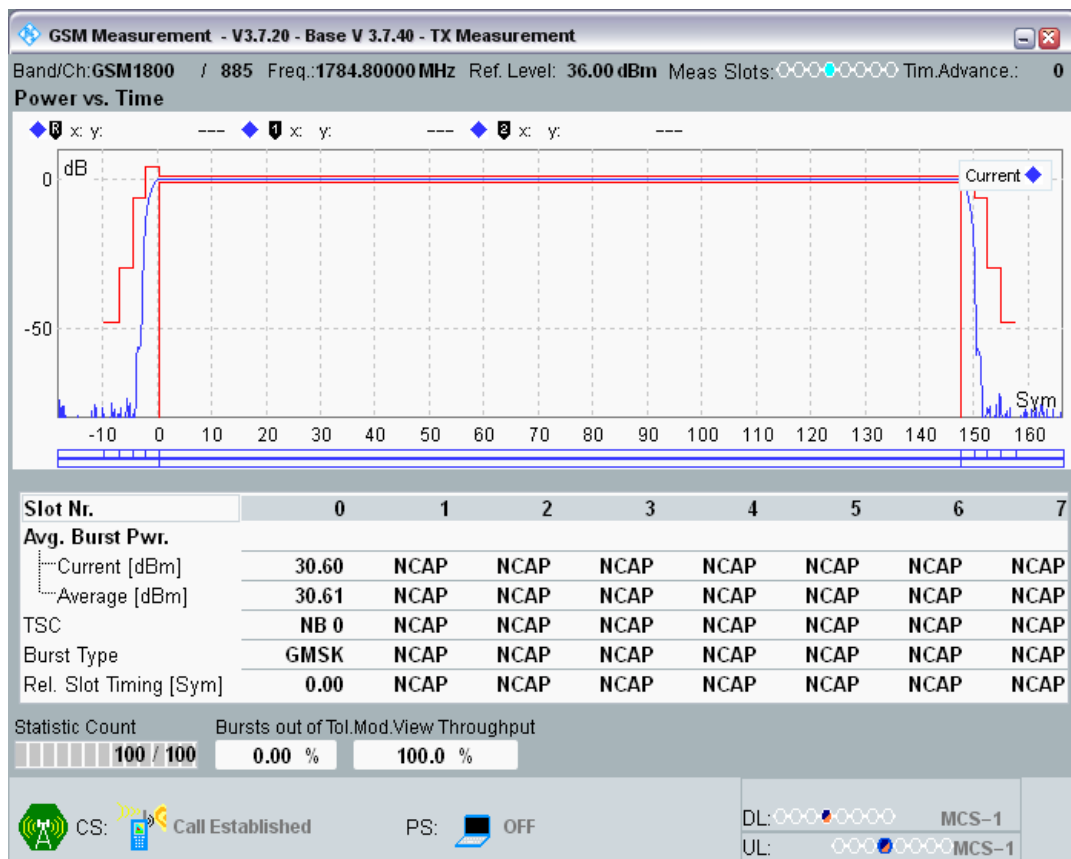 GSM Measurement - V3.7.20 - Base V 3.7.40 - TX Measurement
Band/Ch:GSM1800 / 885 Freq.:1784.80000 MHz Ref. Level: 36.00 dBm Meas Slots: Tim.Advance.: 0
Power vs. Time
R x: y: --- 1 x: y: --- 2 x: y: ---
dB
Current
0
-50
Sym
-10 0 10 20 30 40 50 60 70 80 90 100 110 120 130 140 150 160
Slot Nr. 0 1 2 3 4 5 6 7
Avg. Burst Pwr.
Current [dBm] 30.60 NCAP NCAP NCAP NCAP NCAP NCAP NCAP
Average [dBm] 30.61 NCAP NCAP NCAP NCAP NCAP NCAP NCAP
TSC NB 0 NCAP NCAP NCAP NCAP NCAP NCAP NCAP
Burst Type GMSK NCAP NCAP NCAP NCAP NCAP NCAP NCAP
Rel. Slot Timing [Sym] 0.00 NCAP NCAP NCAP NCAP NCAP NCAP NCAP
Statistic Count Bursts out of Tol. Mod.View Throughput
100 / 100 0.00 % 100.0 %
CS: Call Established PS: OFF DL: MCS-1
UL: MCS-1